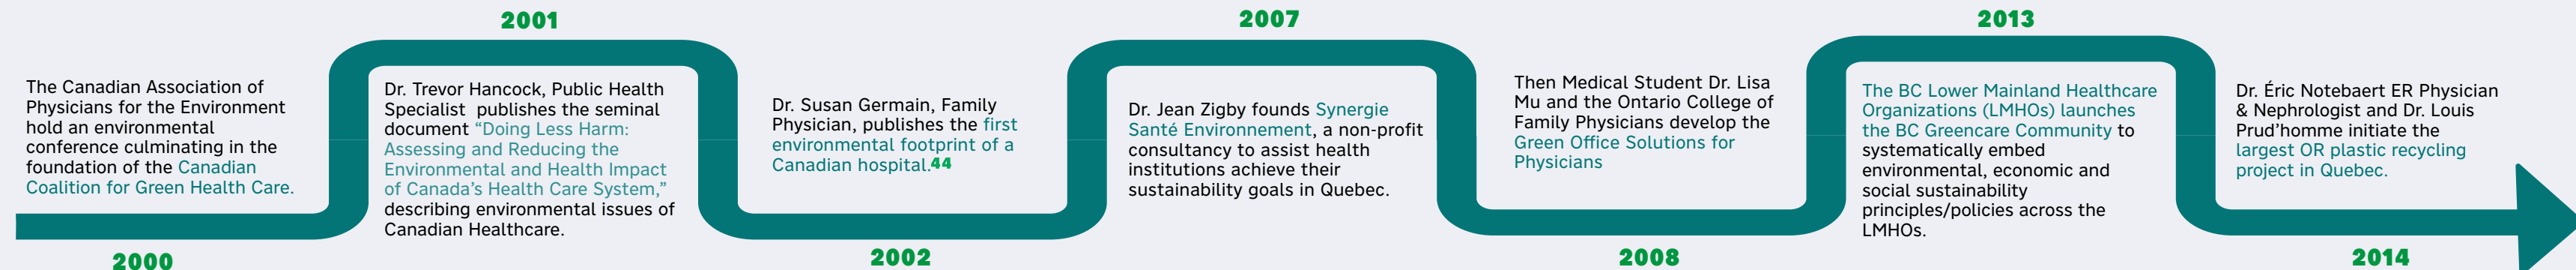 The Canadian Association of
Physicians for the Environment
hold an environmental
conference culminating in the
foundation of the Canadian
Coalition for Green Health Care.
2000
2001
Dr. Trevor Hancock, Public Health
Specialist publishes the seminal
document “Doing Less Harm:
Assessing and Reducing the
Environmental and Health Impact
of Canada’s Health Care System,”
describing environmental issues of
Canadian Healthcare.
Dr. Susan Germain, Family
Physician, publishes the first
environmental footprint of a
Canadian hospital.44
2002
2007
Dr. Jean Zigby founds Synergie
Santé Environnement, a non-profit
consultancy to assist health
institutions achieve their
sustainability goals in Quebec.
Then Medical Student Dr. Lisa
Mu and the Ontario College of
Family Physicians develop the
Green Office Solutions for
Physicians
2008
2013
The BC Lower Mainland Healthcare
Organizations (LMHOs) launches
the BC Greencare Community to
systematically embed
environmental, economic and
social sustainability
principles/policies across the
LMHOs.
Dr. Éric Notebaert ER Physician
& Nephrologist and Dr. Louis
Prud’homme initiate the
largest OR plastic recycling
project in Quebec.
2014